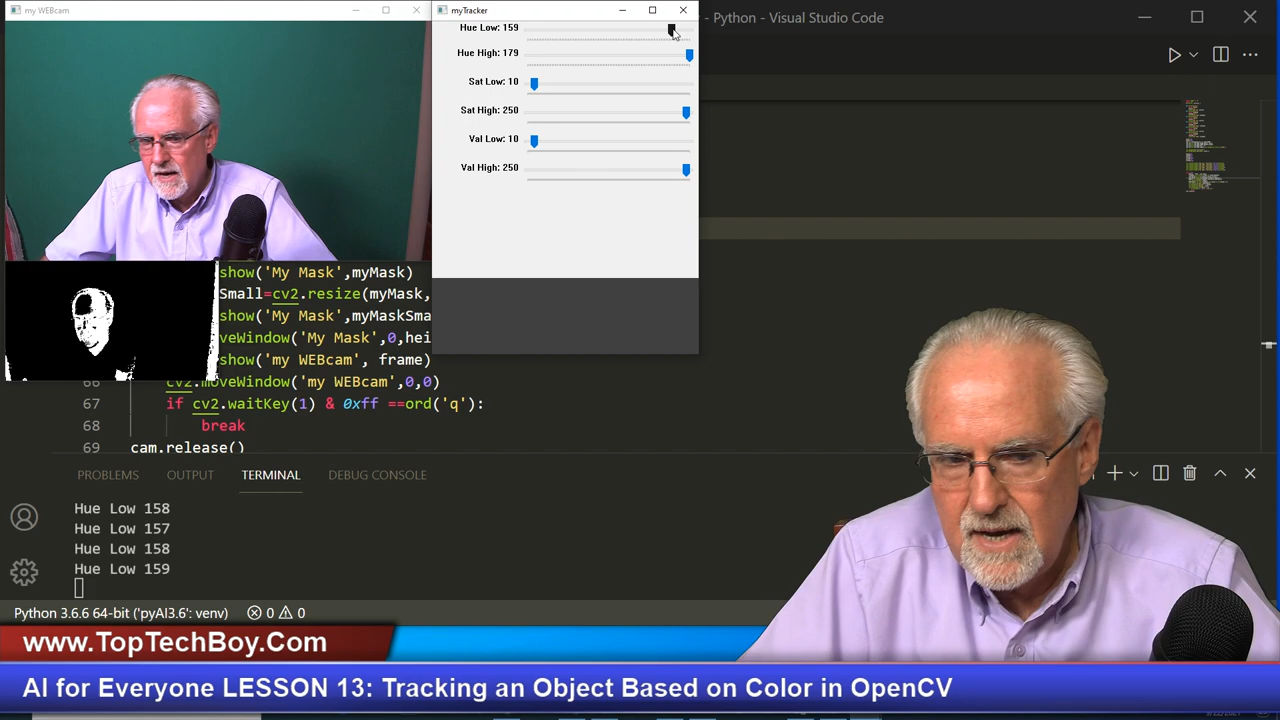 my WEBcam
myTracker
- Python - Visual Studio Code
Hue Low: 159
Hue High: 179
Sat Low: 10
Sat High: 250
Val Low: 10
Val High: 250
show('My Mask',myMask)
Small=cv2.resize(myMask,
show('My Mask',myMaskSma
veWindow('My Mask',0,hei
show('my WEBcam', frame)
66 cv2.moveWindow('my WEBcam',0,0)
67 if cv2.waitKey(1) & 0xff ==ord('q'):
68 break
69 cam.release()
PROBLEMS OUTPUT TERMINAL DEBUG CONSOLE
Hue Low 158
Hue Low 157
Hue Low 158
Hue Low 159
Python 3.6.6 64-bit ('pyAI3.6': venv) 0 0
www.TopTechBoy.Com
AI for Everyone LESSON 13: Tracking an Object Based on Color in OpenCV